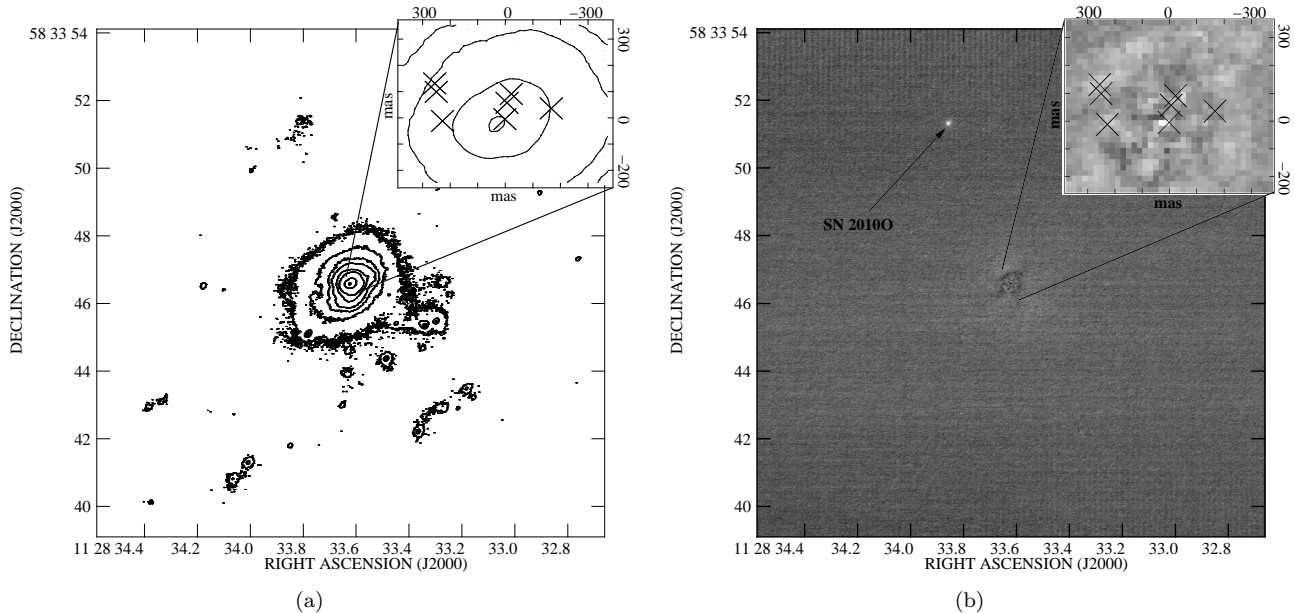 300 0 −300
58 33 54
300
0
−200
mas
mas
52
50
48
46
44
42
40
DECLINATION (J2000)
11 28 34.4 34.2 34.0 33.8 33.6 33.4 33.2 33.0 32.8
RIGHT ASCENSION (J2000)
(a)
300 0 −300
58 33 54
300
0
−200
mas
mas
52
50
48
46
44
42
40
DECLINATION (J2000)
SN 2010O
11 28 34.4 34.2 34.0 33.8 33.6 33.4 33.2 33.0 32.8
RIGHT ASCENSION (J2000)
(b)